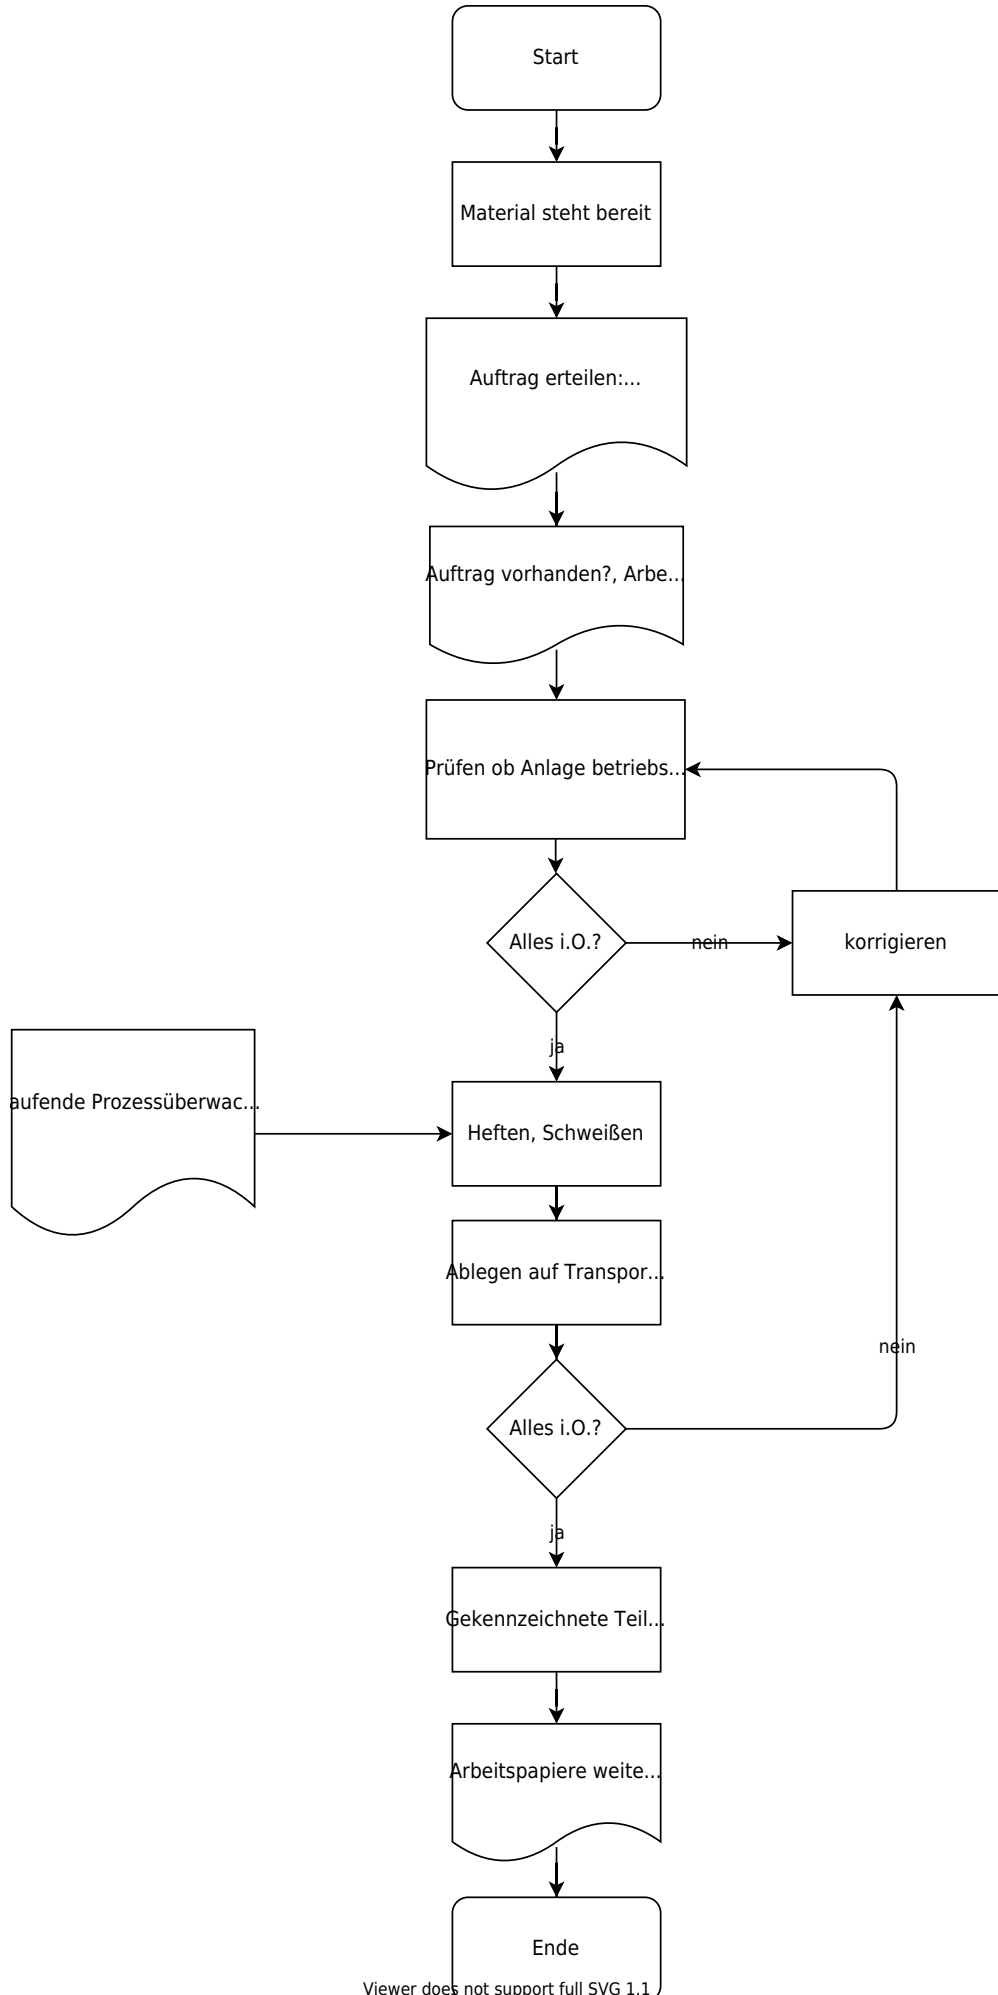 Start
Material steht bereit
Auftrag erteilen:...
Auftrag vorhanden?, Arbe...
Prüfen ob Anlage betriebs...
Alles i.O.?
nein
korrigieren
ja
aufende Prozessüberwac...
Heften, Schweißen
Ablegen auf Transpor...
nein
Alles i.O.?
ja
Gekennzeichnete Teil...
Arbeitspapiere weite...
Ende
Viewer does not support full SVG 1.1